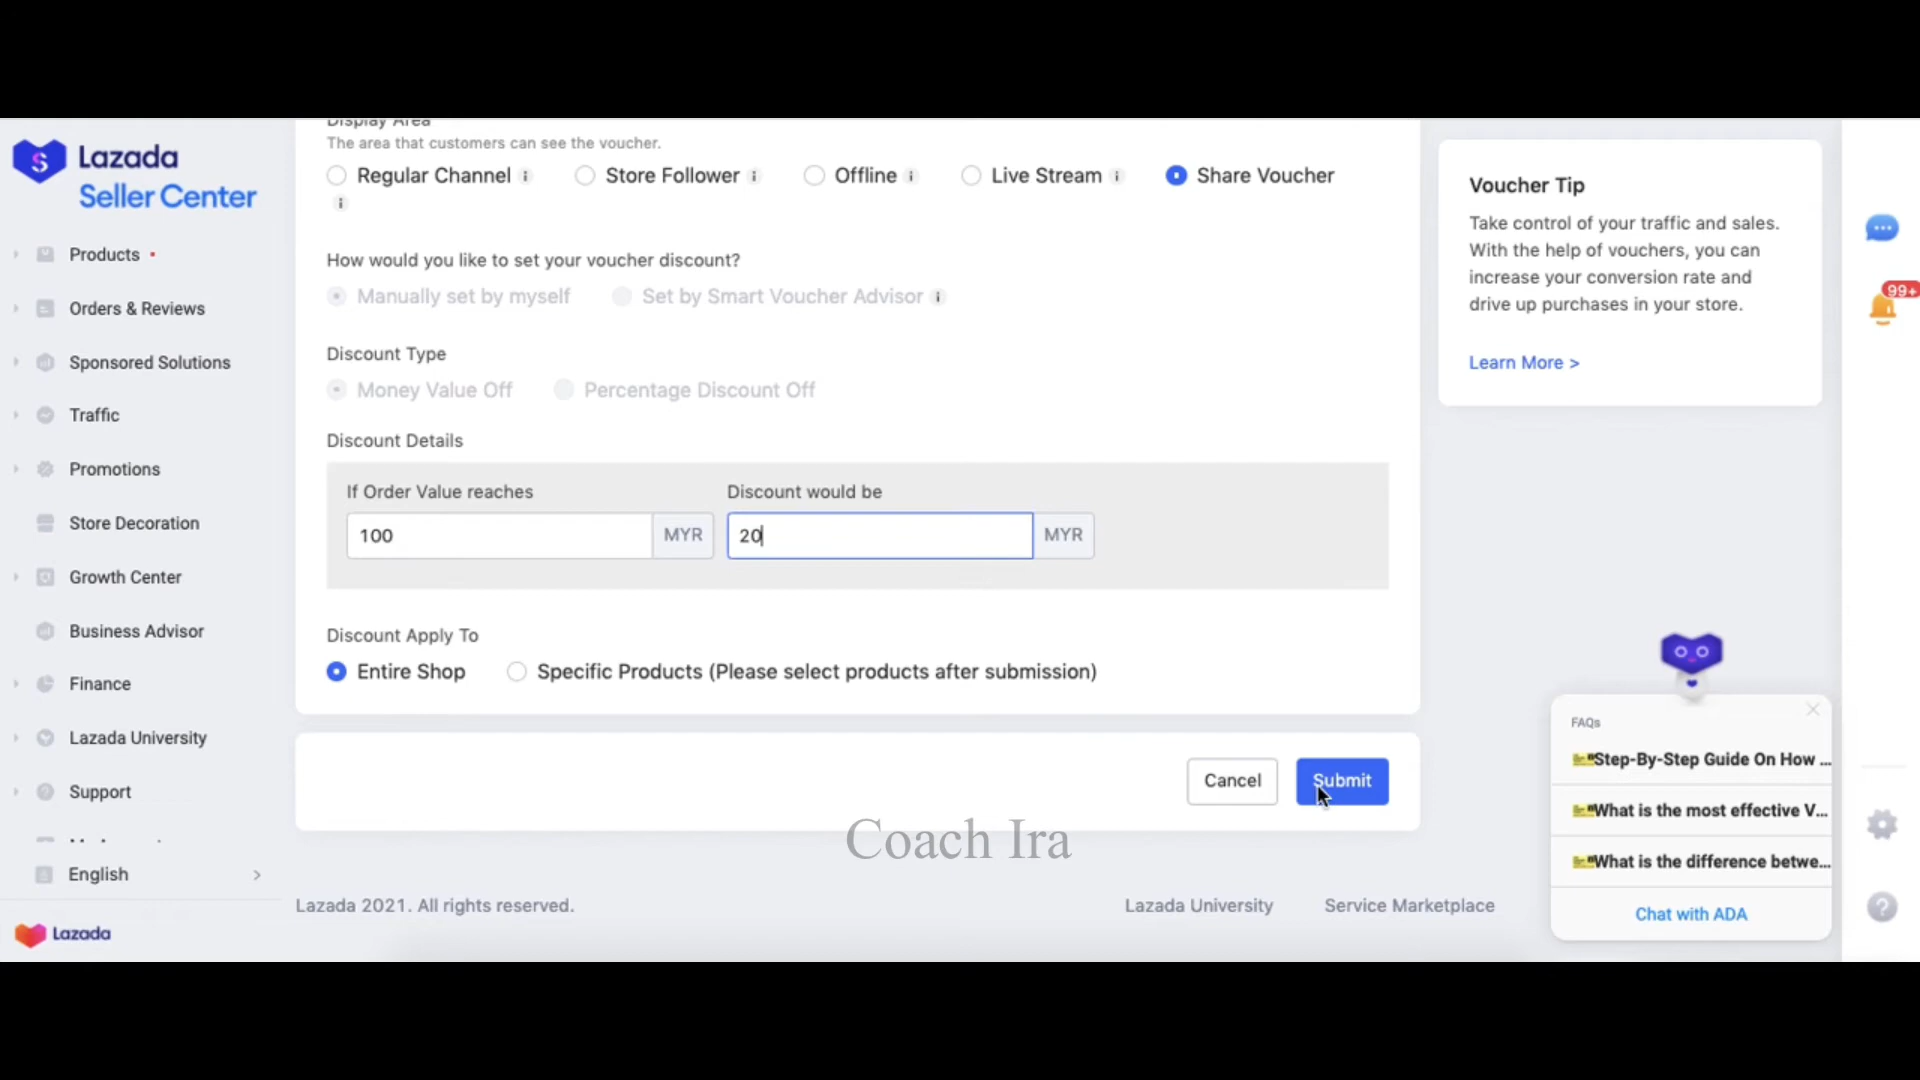 Lazada
Seller Center
Products
Orders & Reviews
Sponsored Solutions
Traffic
Promotions
Store Decoration
Growth Center
Business Advisor
Finance
Lazada University
Support
English
Lazada
Display Area
The area that customers can see the voucher.
Regular Channel
Store Follower
Offline
Live Stream
Share Voucher
How would you like to set your voucher discount?
Manually set by myself
Set by Smart Voucher Advisor
Discount Type
Money Value Off
Percentage Discount Off
Discount Details
If Order Value reaches
Discount would be
100 MYR
20 MYR
Discount Apply To
Entire Shop
Specific Products (Please select products after submission)
Cancel
Submit
Coach Ira
Lazada 2021. All rights reserved.
Lazada University
Service Marketplace
Voucher Tip
Take control of your traffic and sales.
With the help of vouchers, you can
increase your conversion rate and
drive up purchases in your store.
Learn More >
99+
FAQs
"Step-By-Step Guide On How ...
"What is the most effective V...
"What is the difference betwe...
Chat with ADA